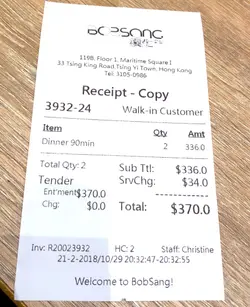 BOPSANG
119B, Floor 1, Maritime Square I
33 Tsing King Road,Tsing Yi Town, Hong Kong
Tel: 3105-0586
Receipt - Copy
3932-24 Walk-in Customer
Item Qty Amt
Dinner 90min 2 336.0
Total Qty: 2 Sub Ttl: $336.0
Tender SrvChg: $34.0
Ent'ment$370.0
Chg: $0.0 Total: $370.0
Inv: R20023932 HC: 2 Staff: Christine
21-2-2018/10/29 20:32:47-20:32:55
Welcome to BobSang!